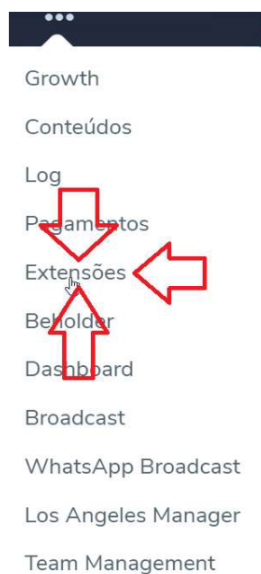 Growth
Conteúdos
Log
Pagamentos
Extensões
Beholder
Dashboard
Broadcast
WhatsApp Broadcast
Los Angeles Manager
Team Management